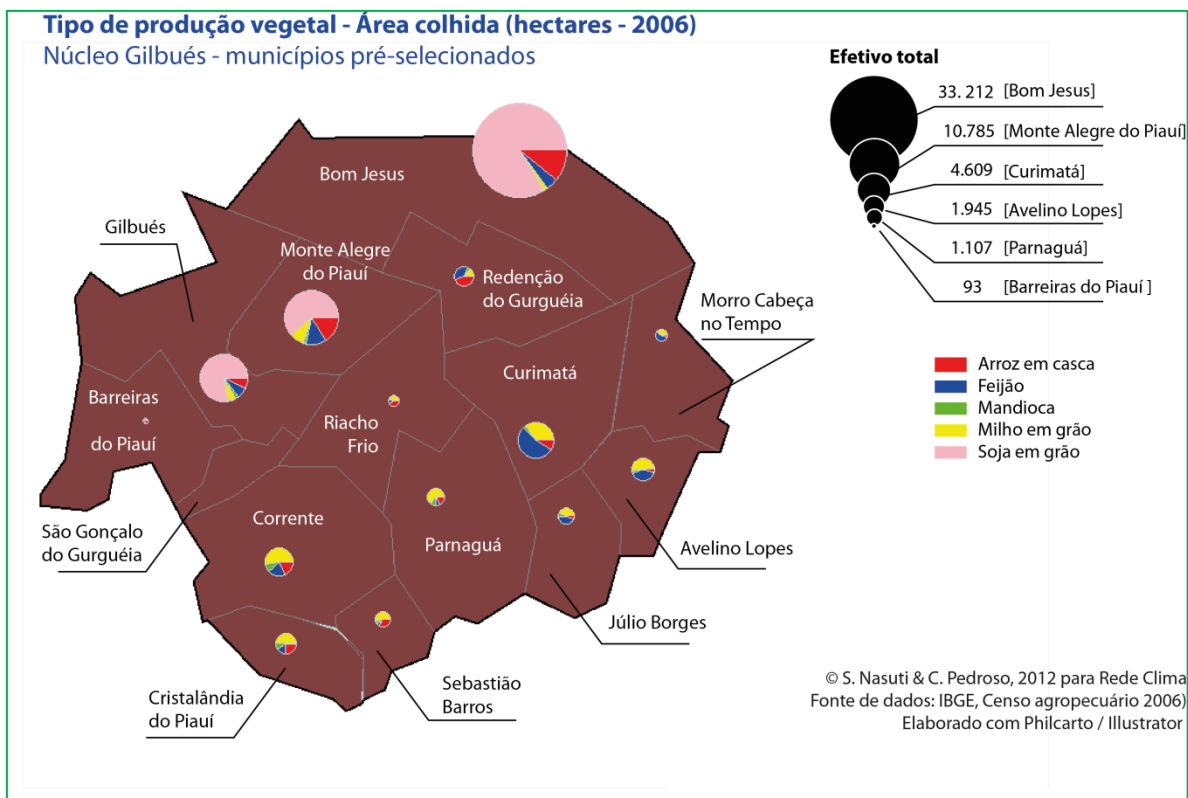 Tipo de produção vegetal - Área colhida (hectares - 2006)
Núcleo Gilbués - municípios pré-selecionados
Efetivo total
33. 212 [Bom Jesus]
10.785 [Monte Alegre do Piauí]
4.609 [Curimatá]
1.945 [Avelino Lopes]
1.107 [Parnaguá]
93 [Barreiras do Piauí ]
Bom Jesus
Gilbués
Monte Alegre
do Piauí
Redenção
do Gurguéia
Morro Cabeça
no Tempo
Curimatá
Barreiras
do Piauí
Riacho
Frio
Arroz em casca
Feijão
Mandioca
Milho em grão
Soja em grão
São Gonçalo
do Gurguéia
Corrente
Parnaguá
Avelino Lopes
Júlio Borges
Cristalândia
do Piauí
Sebastião
Barros
© S. Nasuti & C. Pedroso, 2012 para Rede Clima
Fonte de dados: IBGE, Censo agropecuário 2006)
Elaborado com Philcarto / Illustrator